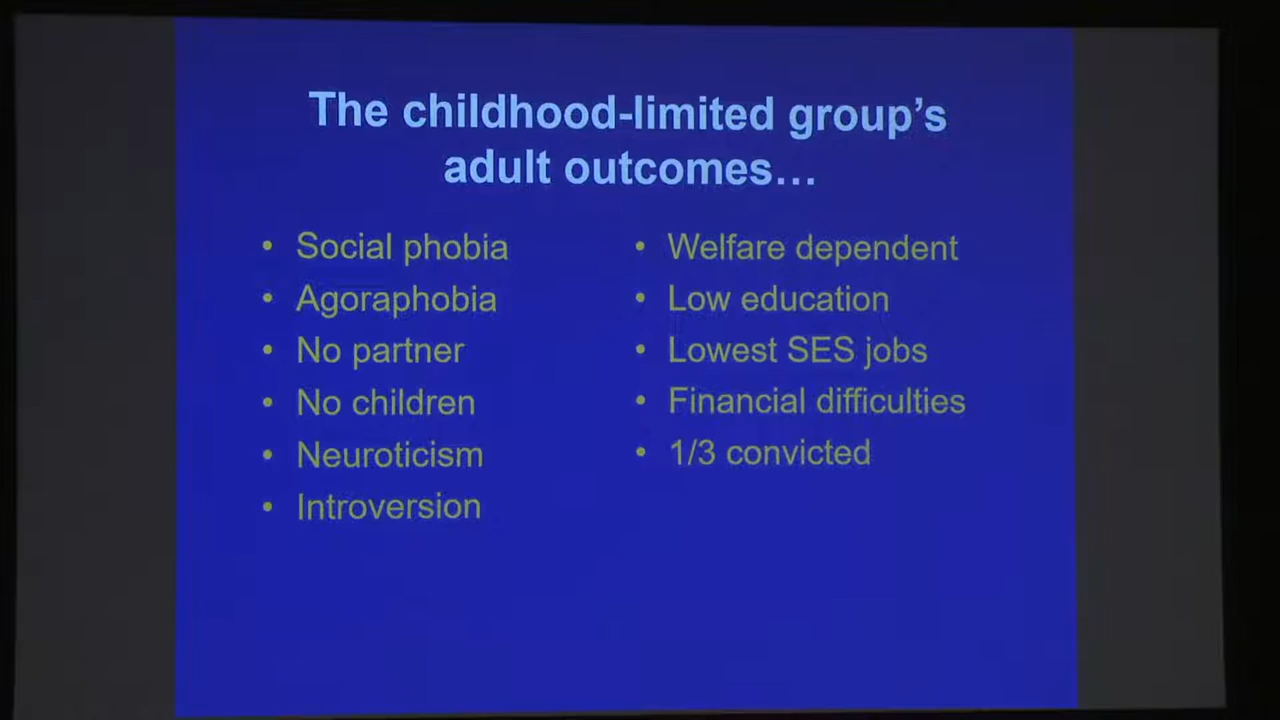 The childhood-limited group's
adult outcomes…
• Social phobia
• Agoraphobia
• No partner
• No children
• Neuroticism
• Introversion
• Welfare dependent
• Low education
• Lowest SES jobs
• Financial difficulties
• 1/3 convicted